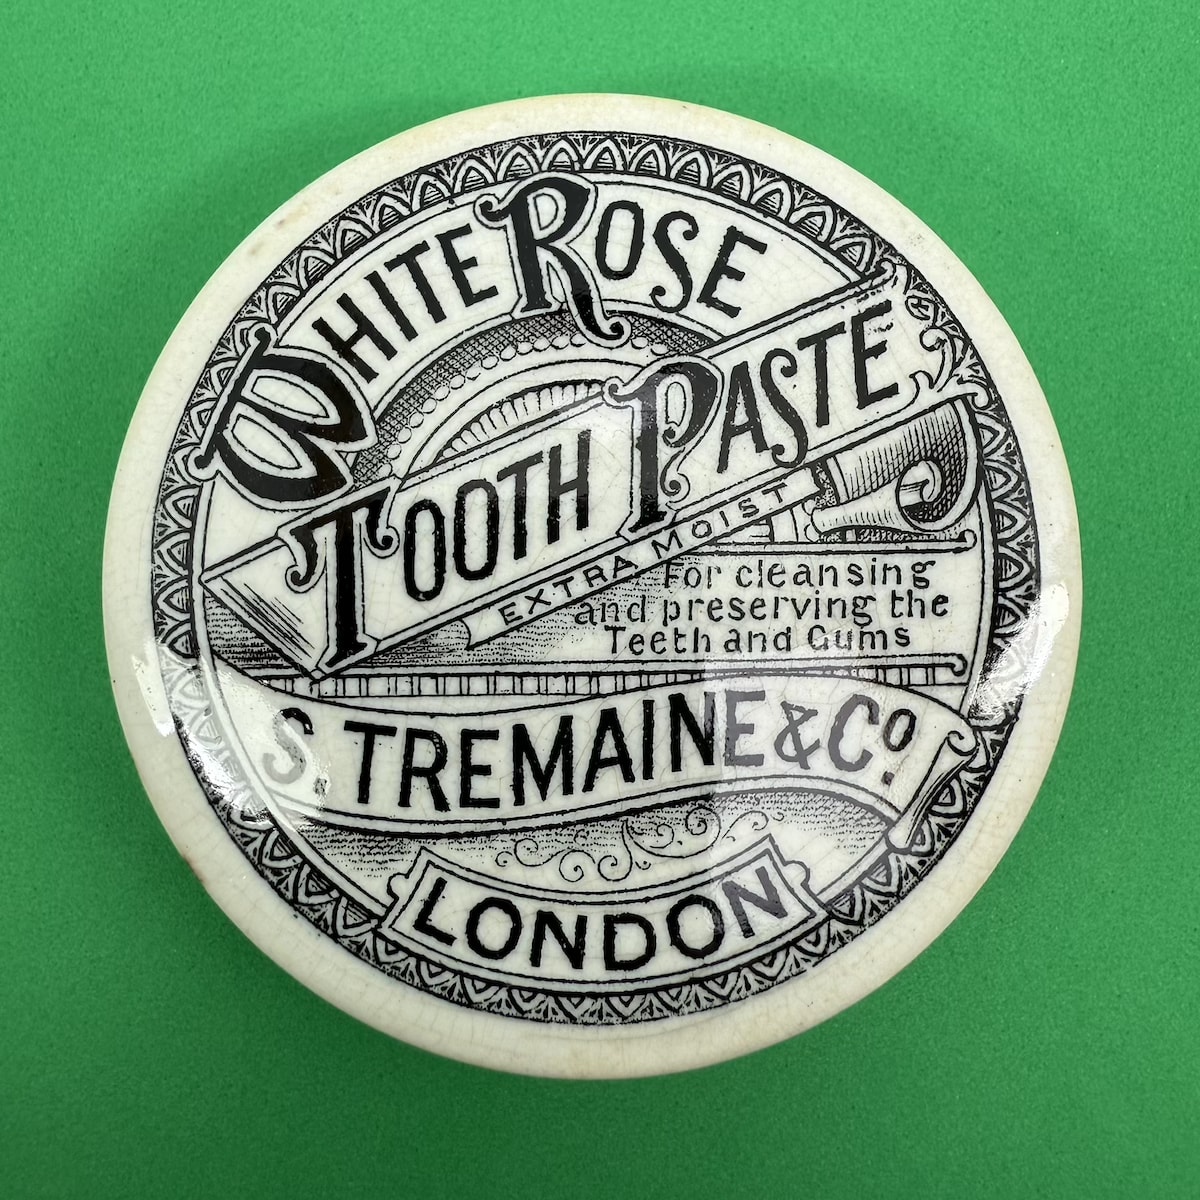 WHITE ROSE
TOOTH PASTE
EXTRA MOIST
For cleansing
and preserving the
Teeth and Gums
S. TREMAINE & Co.
LONDON